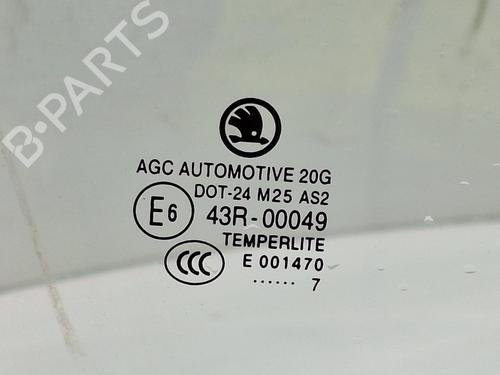 B-PARTS
AGC AUTOMOTIVE 20G
DOT-24 M25 AS2
E6 43R-00049
TEMPERLITE
CCC E 001470
...... 7